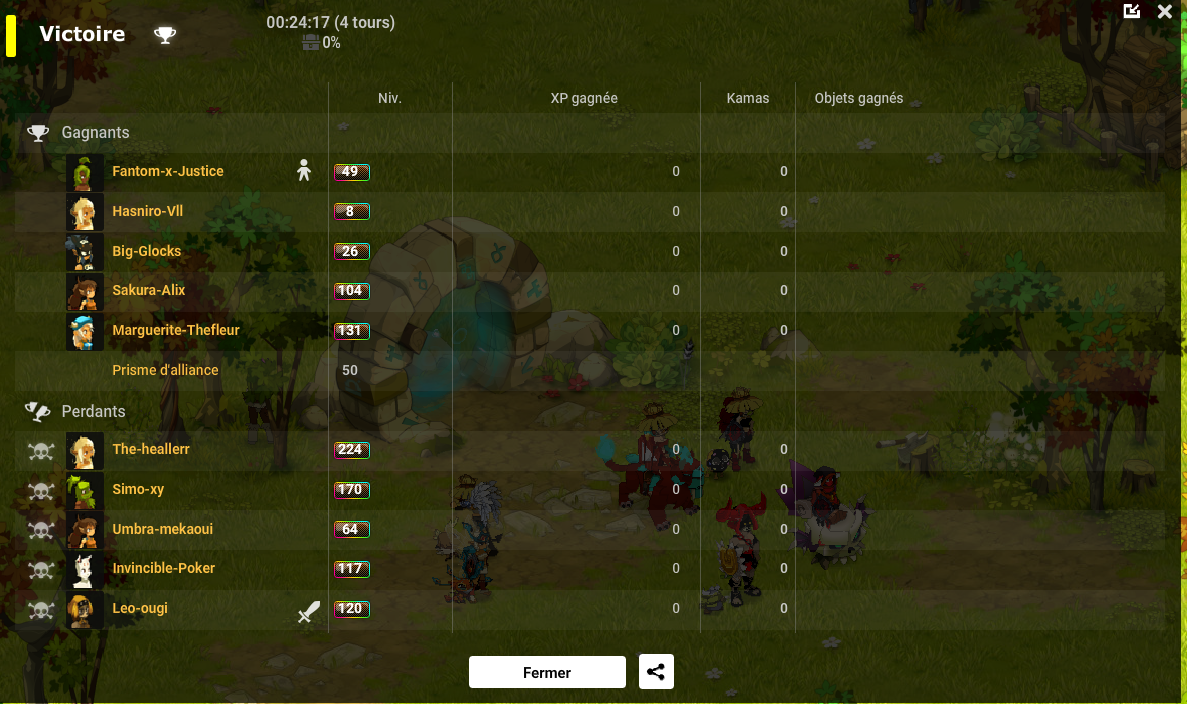 Victoire
00:24:17 (4 tours)
0%
Niv. XP gagnée Kamas Objets gagnés
Gagnants
Fantom-x-Justice 49 0 0
Hasniro-Vll 8 0 0
Big-Glocks 26 0 0
Sakura-Alix 104 0 0
Marguerite-Thefleur 131 0 0
Prisme d'alliance 50
Perdants
The-heallerr 224 0 0
Simo-xy 170 0 0
Umbra-mekaoui 64 0 0
Invincible-Poker 117 0 0
Leo-ougi 120 0 0
Fermer